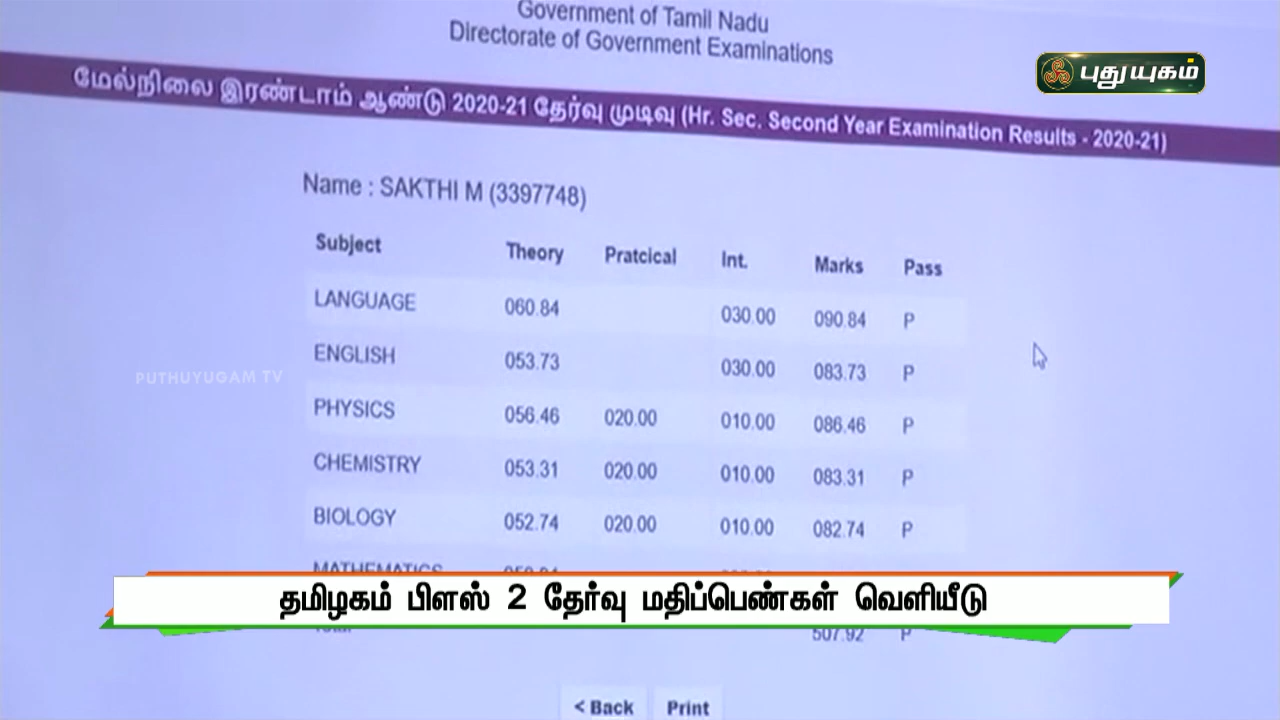 Government of Tamil Nadu
Directorate of Government Examinations
புதுயுகம்
மேல்நிலை இரண்டாம் ஆண்டு 2020-21 தேர்வு முடிவு (Hr. Sec. Second Year Examination Results - 2020-21)
Name : SAKTHI M (3397748)
Subject Theory Pratcical Int. Marks Pass
LANGUAGE 060.84 030.00 090.84 P
ENGLISH 053.73 030.00 083.73 P
PUTHUYUGAM TV
PHYSICS 056.46 020.00 010.00 086.46 P
CHEMISTRY 053.31 020.00 010.00 083.31 P
BIOLOGY 052.74 020.00 010.00 082.74 P
MATHEMATICS
தமிழகம் பிளஸ் 2 தேர்வு மதிப்பெண்கள் வெளியீடு
507.92 P
< Back Print